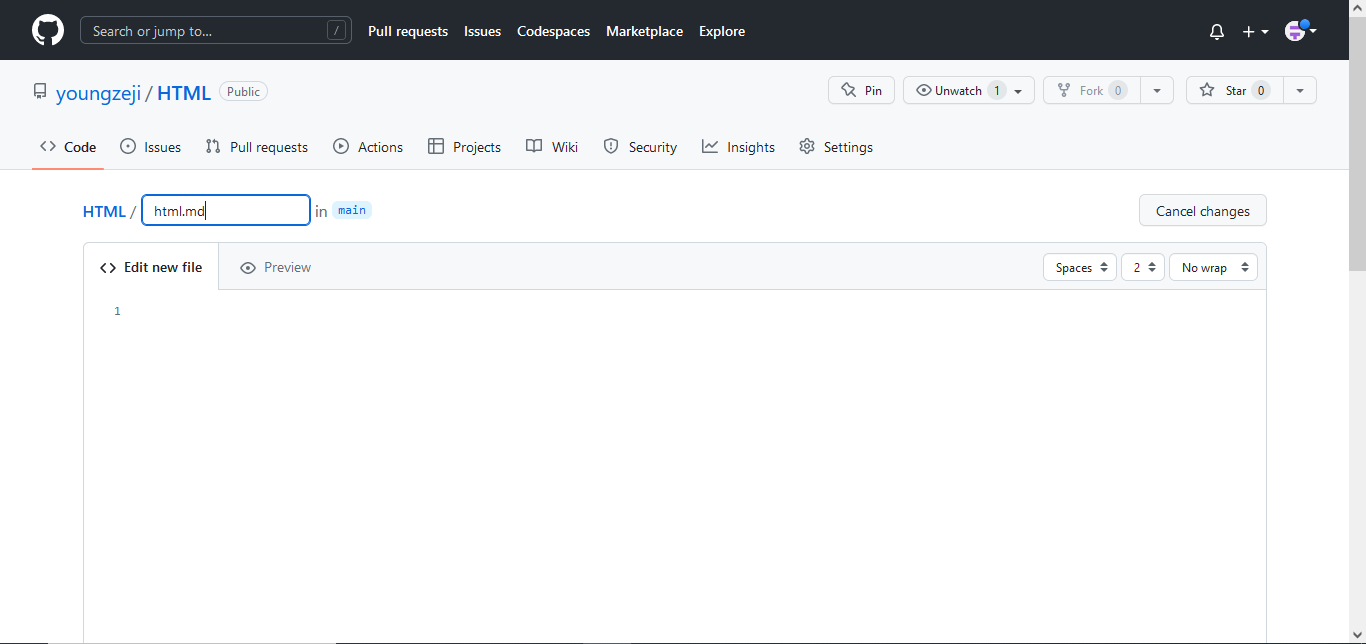 Search or jump to... / Pull requests Issues Codespaces Marketplace Explore
youngzeji / HTML Public Pin Unwatch 1 Fork 0 Star 0
Code Issues Pull requests Actions Projects Wiki Security Insights Settings
HTML / html.md in main Cancel changes
Edit new file Preview Spaces 2 No wrap
1